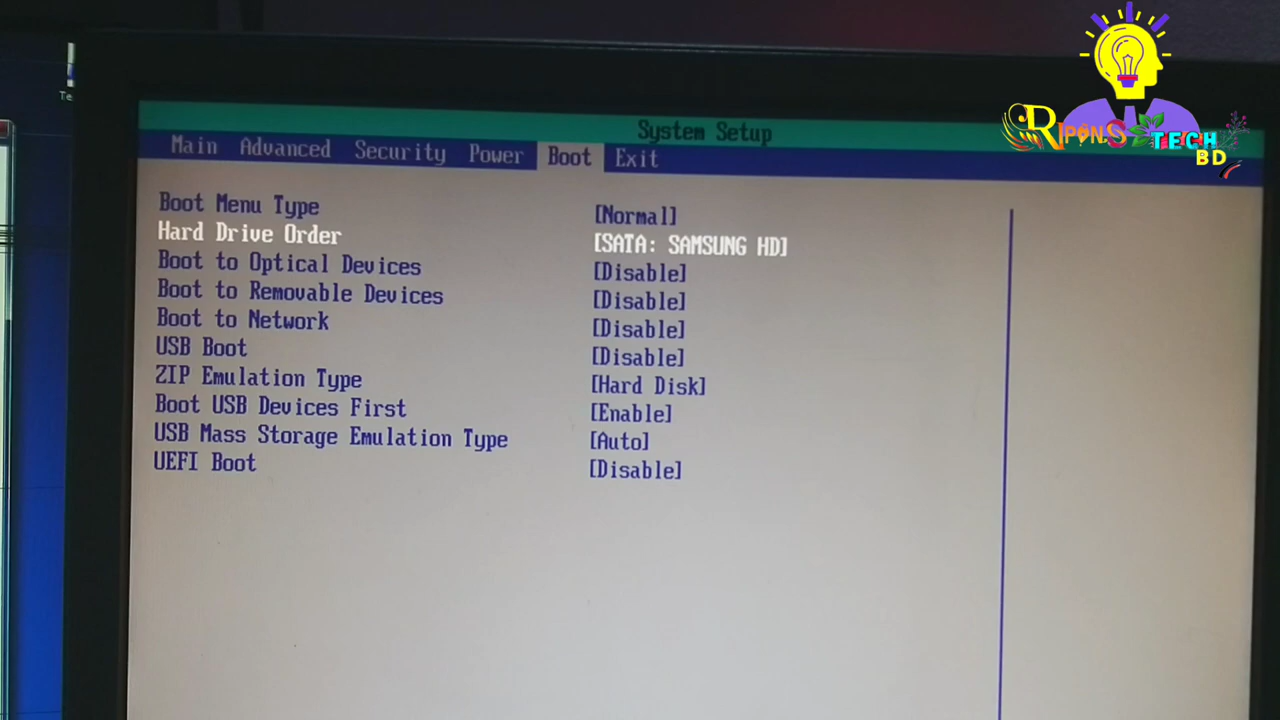 RIPONS TECH
BD
Te
System Setup
Main Advanced Security Power Boot Exit
Boot Menu Type [Normal]
Hard Drive Order [SATA: SAMSUNG HD]
Boot to Optical Devices [Disable]
Boot to Removable Devices [Disable]
Boot to Network [Disable]
USB Boot [Disable]
ZIP Emulation Type [Hard Disk]
Boot USB Devices First [Enable]
USB Mass Storage Emulation Type [Auto]
UEFI Boot [Disable]